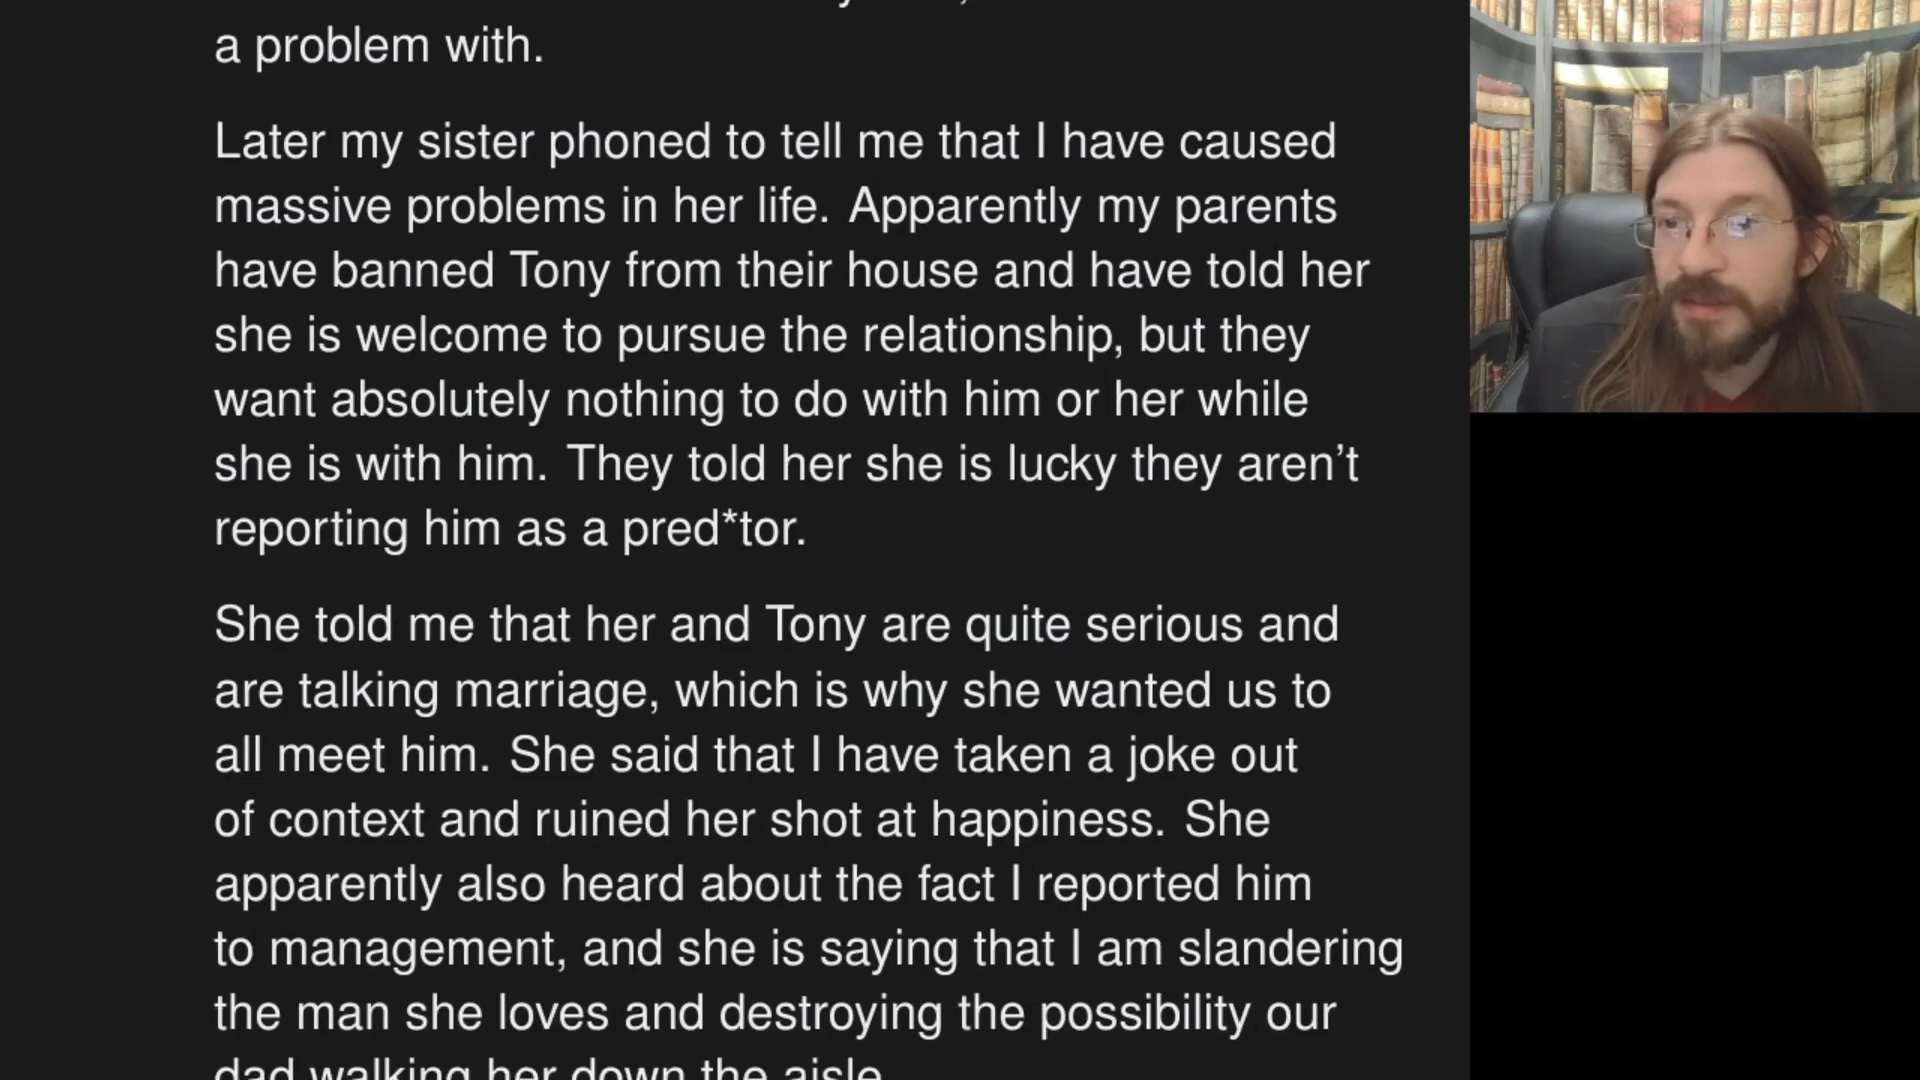 a problem with.
Later my sister phoned to tell me that I have caused
massive problems in her life. Apparently my parents
have banned Tony from their house and have told her
she is welcome to pursue the relationship, but they
want absolutely nothing to do with him or her while
she is with him. They told her she is lucky they aren’t
reporting him as a pred*tor.
She told me that her and Tony are quite serious and
are talking marriage, which is why she wanted us to
all meet him. She said that I have taken a joke out
of context and ruined her shot at happiness. She
apparently also heard about the fact I reported him
to management, and she is saying that I am slandering
the man she loves and destroying the possibility our
dad walking her down the aisle